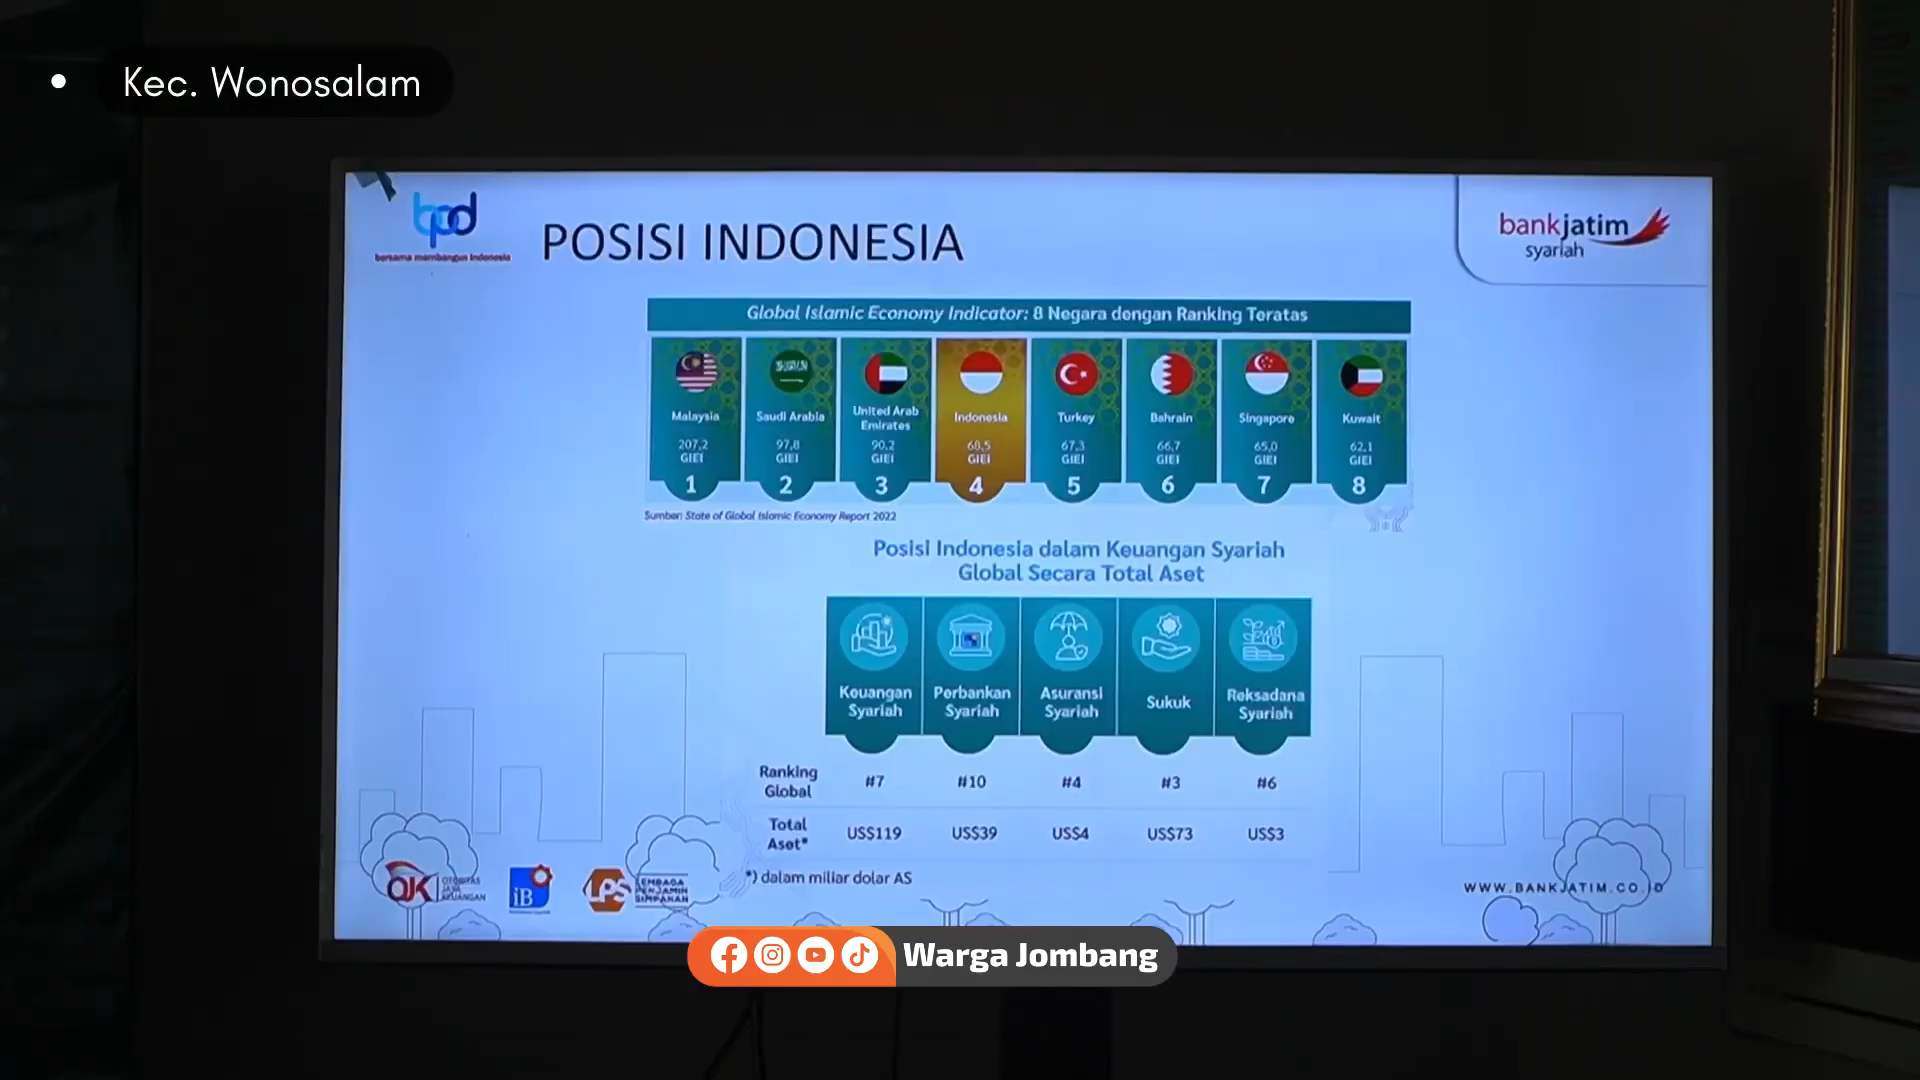 Kec. Wonosalam
bpd
bersama membangun Indonesia
POSISI INDONESIA
bankjatim
syariah
Global Islamic Economy Indicator: 8 Negara dengan Ranking Teratas
Malaysia
207,2
GIEI
1
Saudi Arabia
97,8
GIEI
2
United Arab
Emirates
90,2
GIEI
3
Indonesia
68,5
GIEI
4
Turkey
67,3
GIEI
5
Bahrain
66,7
GIEI
6
Singapore
65,0
GIEI
7
Kuwait
62,1
GIEI
8
Sumber: State of Global Islamic Economy Report 2022
Posisi Indonesia dalam Keuangan Syariah
Global Secara Total Aset
Keuangan
Syariah
Perbankan
Syariah
Asuransi
Syariah
Sukuk
Reksadana
Syariah
Ranking
Global
#7 #10 #4 #3 #6
Total
Aset*
US$119 US$39 US$4 US$73 US$3
*) dalam miliar dolar AS
OJK OTORITAS
JASA
KEUANGAN
iB
LPS LEMBAGA
PENJAMIN
SIMPANAN
WWW.BANKJATIM.CO.ID
Warga Jombang